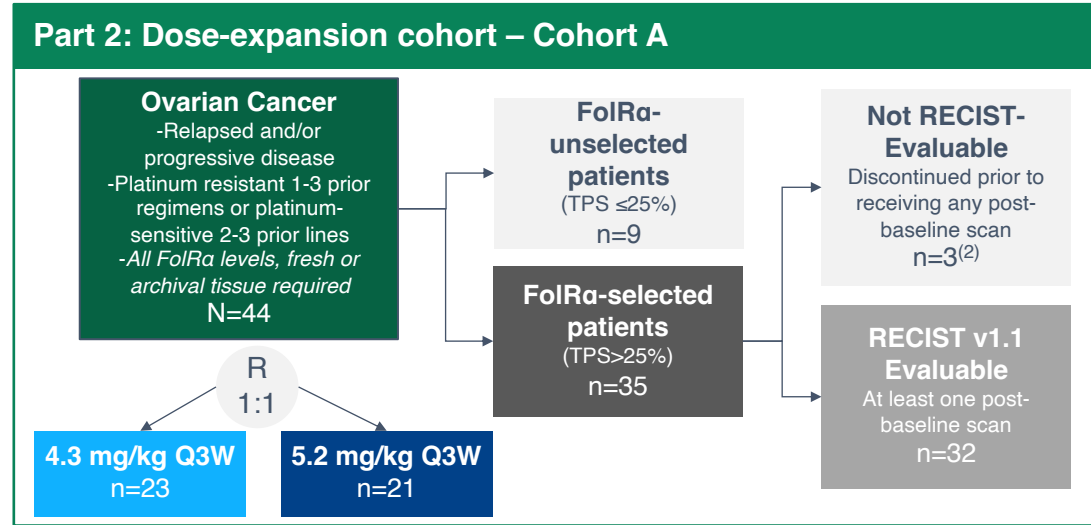 Part 2: Dose-expansion cohort – Cohort A
Ovarian Cancer
-Relapsed and/or
progressive disease
-Platinum resistant 1-3 prior
regimens or platinum-
sensitive 2-3 prior lines
-All FolRα levels, fresh or
archival tissue required
N=44
R
1:1
4.3 mg/kg Q3W
n=23
5.2 mg/kg Q3W
n=21
FolRα-
unselected
patients
(TPS ≤25%)
n=9
FolRα-selected
patients
(TPS>25%)
n=35
Not RECIST-
Evaluable
Discontinued prior to
receiving any post-
baseline scan
n=3(2)
RECIST v1.1
Evaluable
At least one post-
baseline scan
n=32